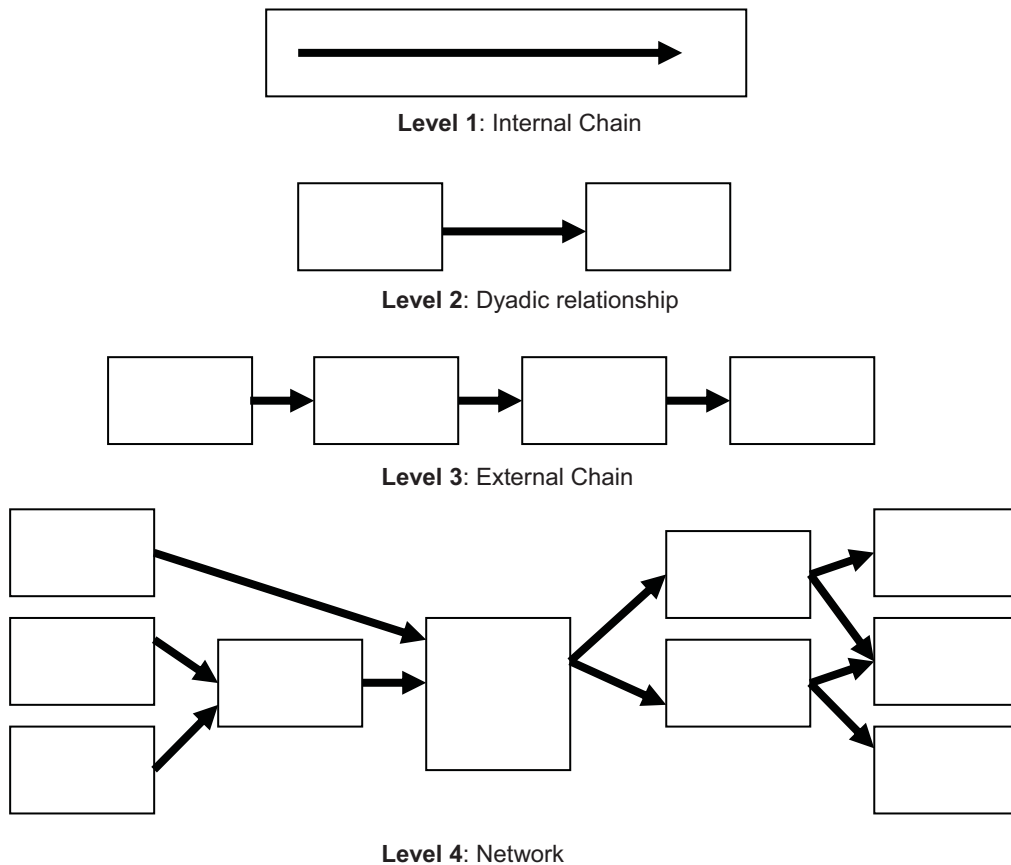 Level 1: Internal Chain
Level 2: Dyadic relationship
Level 3: External Chain
Level 4: Network